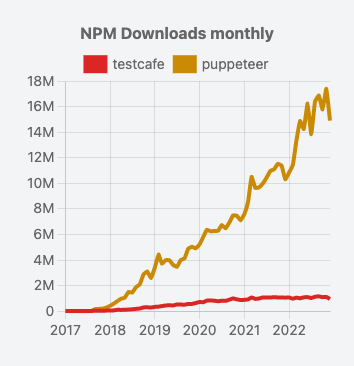 NPM Downloads monthly
testcafe puppeteer
18M
16M
14M
12M
10M
8M
6M
4M
2M
0
2017 2018 2019 2020 2021 2022